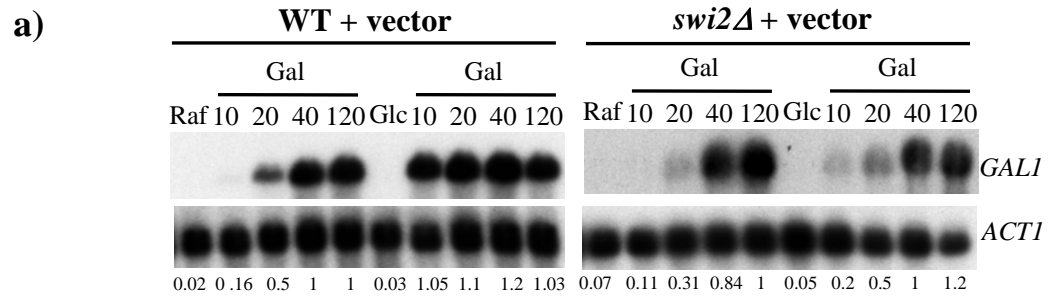 a)
WT + vector swi2Δ + vector
Gal Gal Gal Gal
Raf 10 20 40 120 Glc 10 20 40 120 Raf 10 20 40 120 Glc 10 20 40 120
GAL1
ACT1
0.02 0 .16 0.5 1 1 0.03 1.05 1.1 1.2 1.03 0.07 0.11 0.31 0.84 1 0.05 0.2 0.5 1 1.2